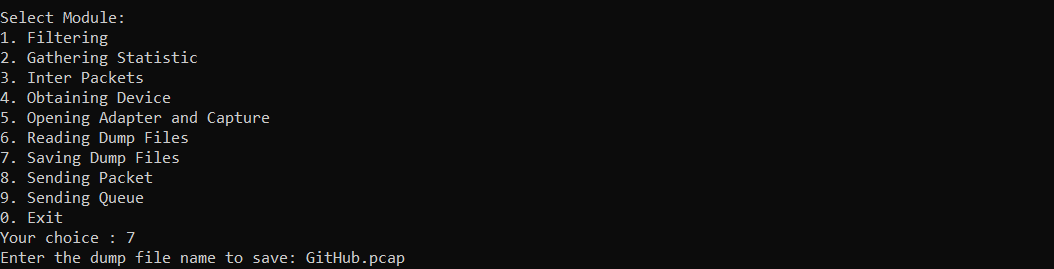 Select Module:
1. Filtering
2. Gathering Statistic
3. Inter Packets
4. Obtaining Device
5. Opening Adapter and Capture
6. Reading Dump Files
7. Saving Dump Files
8. Sending Packet
9. Sending Queue
0. Exit
Your choice : 7
Enter the dump file name to save: GitHub.pcap